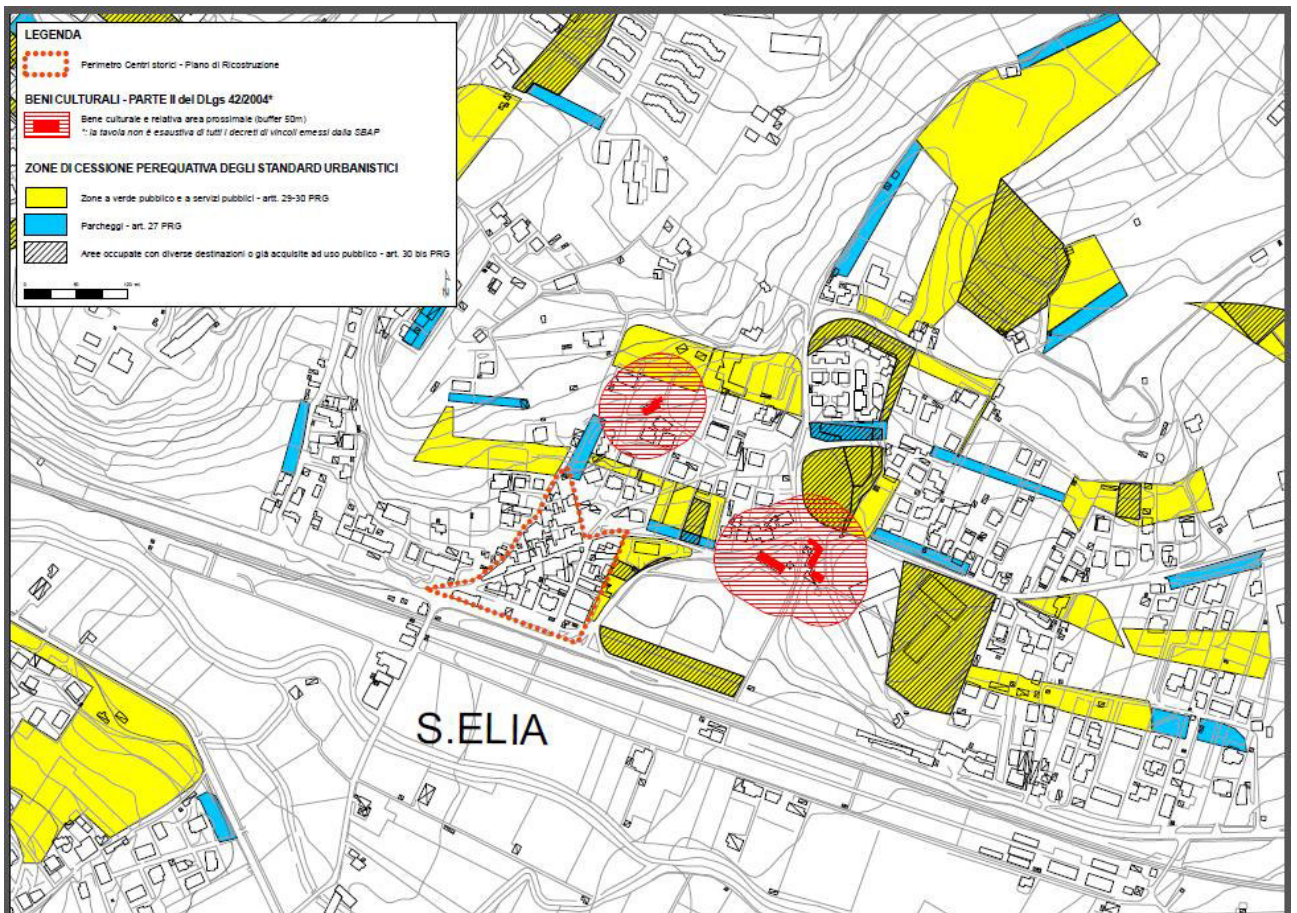 LEGENDA
Perimetro Centri storici - Piano di Ricostruzione
BENI CULTURALI - PARTE II del DLgs 42/2004*
Bene culturale e relativa area prossimale (buffer 50m)
*: la tavola non è esaustiva di tutti i decreti di vincoli emessi dalla SBAP
ZONE DI CESSIONE PEREQUATIVA DEGLI STANDARD URBANISTICI
Zone a verde pubblico e a servizi pubblici - artt. 29-30 PRG
Parcheggi - art. 27 PRG
Aree occupate con diverse destinazioni o già acquisite ad uso pubblico - art. 30 bis PRG
S.ELIA